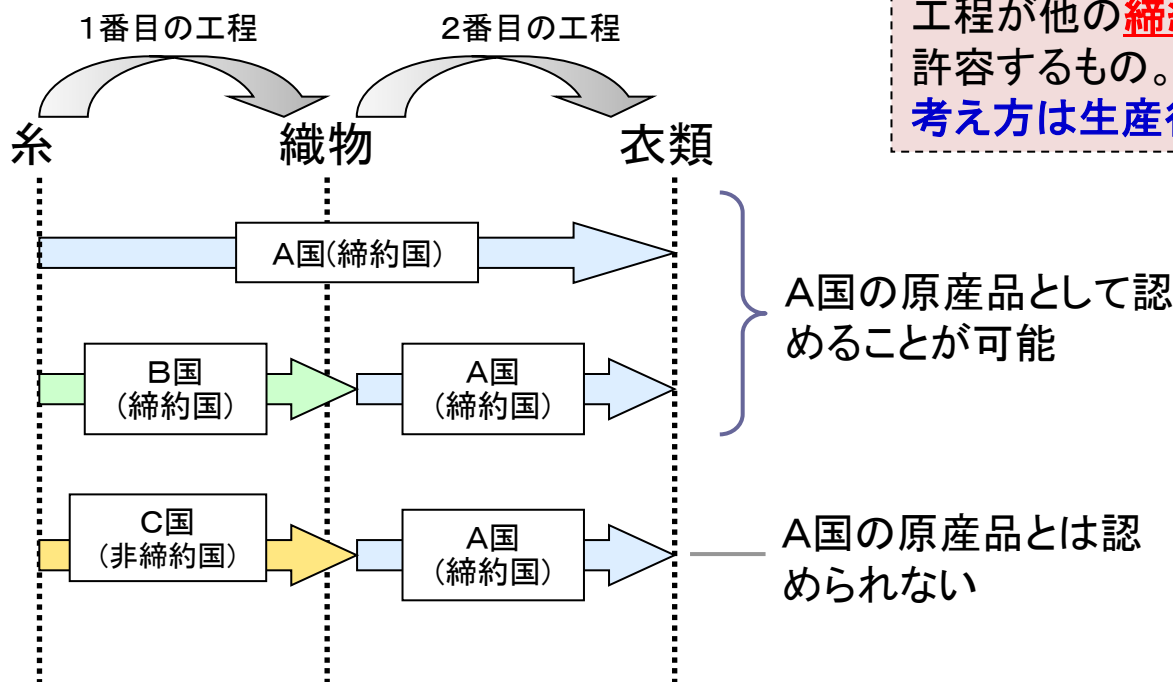 1番目の工程
2番目の工程
工程が他の締
許容するもの。
考え方は生産
糸
織物
衣類
A国(締約国)
A国の原産品として認
めることが可能
B国
(締約国)
A国
(締約国)
C国
(非締約国)
A国
(締約国)
A国の原産品とは認
められない